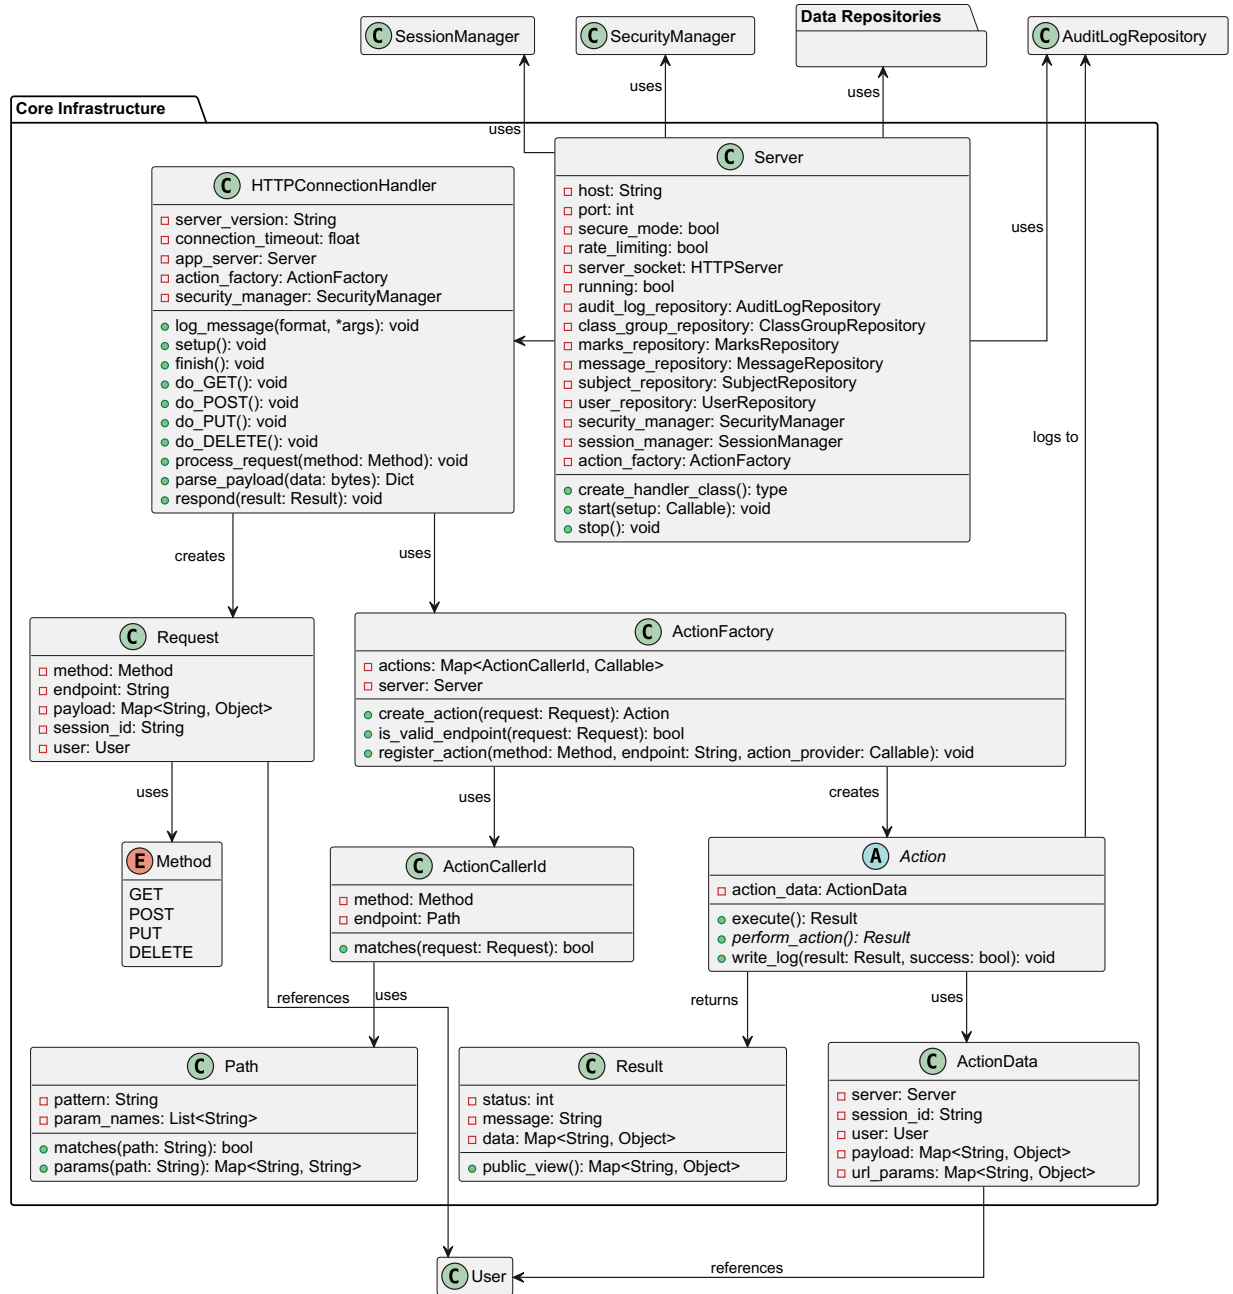 Data Repositories
C SessionManager
C SecurityManager
C AuditLogRepository
uses
uses
uses
Core Infrastructure
uses
C Server
host: String
port: int
secure_mode: bool
rate_limiting: bool
server_socket: HTTPServer
running: bool
audit_log_repository: AuditLogRepository
class_group_repository: ClassGroupRepository
marks_repository: MarksRepository
message_repository: MessageRepository
subject_repository: SubjectRepository
user_repository: UserRepository
security_manager: SecurityManager
session_manager: SessionManager
action_factory: ActionFactory
create_handler_class(): type
start(setup: Callable): void
stop(): void
C HTTPConnectionHandler
server_version: String
connection_timeout: float
app_server: Server
action_factory: ActionFactory
security_manager: SecurityManager
log_message(format, *args): void
setup(): void
finish(): void
do_GET(): void
do_POST(): void
do_PUT(): void
do_DELETE(): void
process_request(method: Method): void
parse_payload(data: bytes): Dict
respond(result: Result): void
uses
logs to
creates
uses
C Request
method: Method
endpoint: String
payload: Map<String, Object>
session_id: String
user: User
C ActionFactory
actions: Map<ActionCallerId, Callable>
server: Server
create_action(request: Request): Action
is_valid_endpoint(request: Request): bool
register_action(method: Method, endpoint: String, action_provider: Callable): void
uses
uses
creates
E Method
GET
POST
PUT
DELETE
C ActionCallerId
method: Method
endpoint: Path
matches(request: Request): bool
A Action
action_data: ActionData
execute(): Result
perform_action(): Result
write_log(result: Result, success: bool): void
references
uses
returns
uses
C Path
pattern: String
param_names: List<String>
matches(path: String): bool
params(path: String): Map<String, String>
C Result
status: int
message: String
data: Map<String, Object>
public_view(): Map<String, Object>
C ActionData
server: Server
session_id: String
user: User
payload: Map<String, Object>
url_params: Map<String, Object>
references
C User